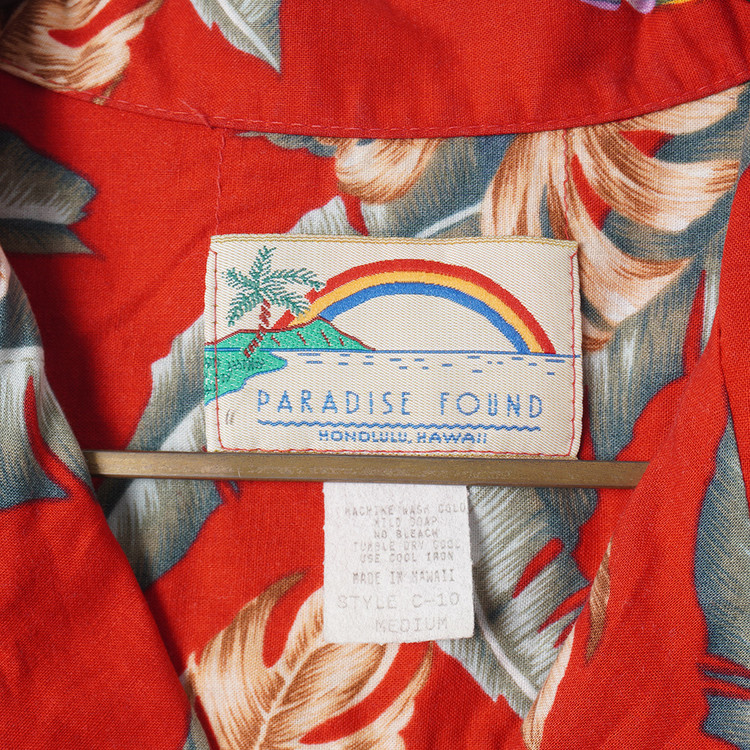 PARADISE FOUND
HONOLULU, HAWAII
MACHINE WASH COLD
MILD SOAP
NO BLEACH
TUMBLE DRY COOL
USE COOL IRON
MADE IN HAWAII
STYLE C-10
MEDIUM